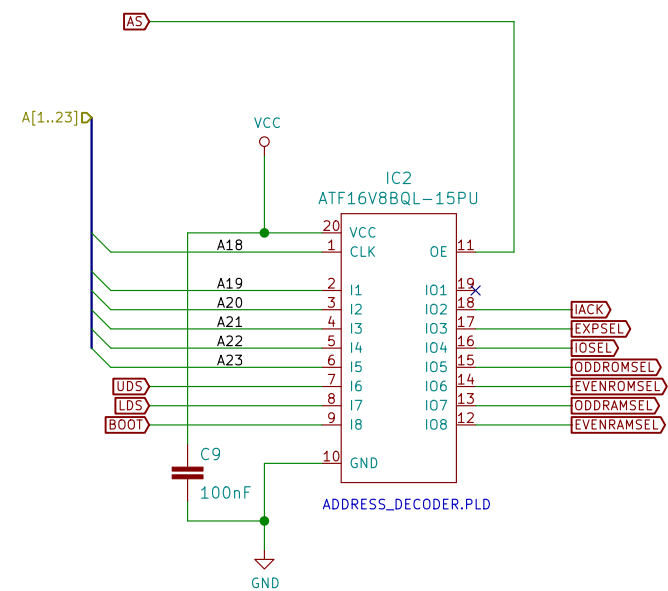 AS
A[1..23]
VCC
IC2
ATF16V8BQL-15PU
20 VCC
A18 1 CLK OE 11
A19 2 I1 IO1 19
A20 3 I2 IO2 18 IACK
A21 4 I3 IO3 17 EXPSEL
A22 5 I4 IO4 16 IOSEL
A23 6 I5 IO5 15 ODDROMSEL
UDS 7 I6 IO6 14 EVENROMSEL
LDS 8 I7 IO7 13 ODDRAMSEL
BOOT 9 I8 IO8 12 EVENRAMSEL
C9 10 GND
100nF
ADDRESS_DECODER.PLD
GND